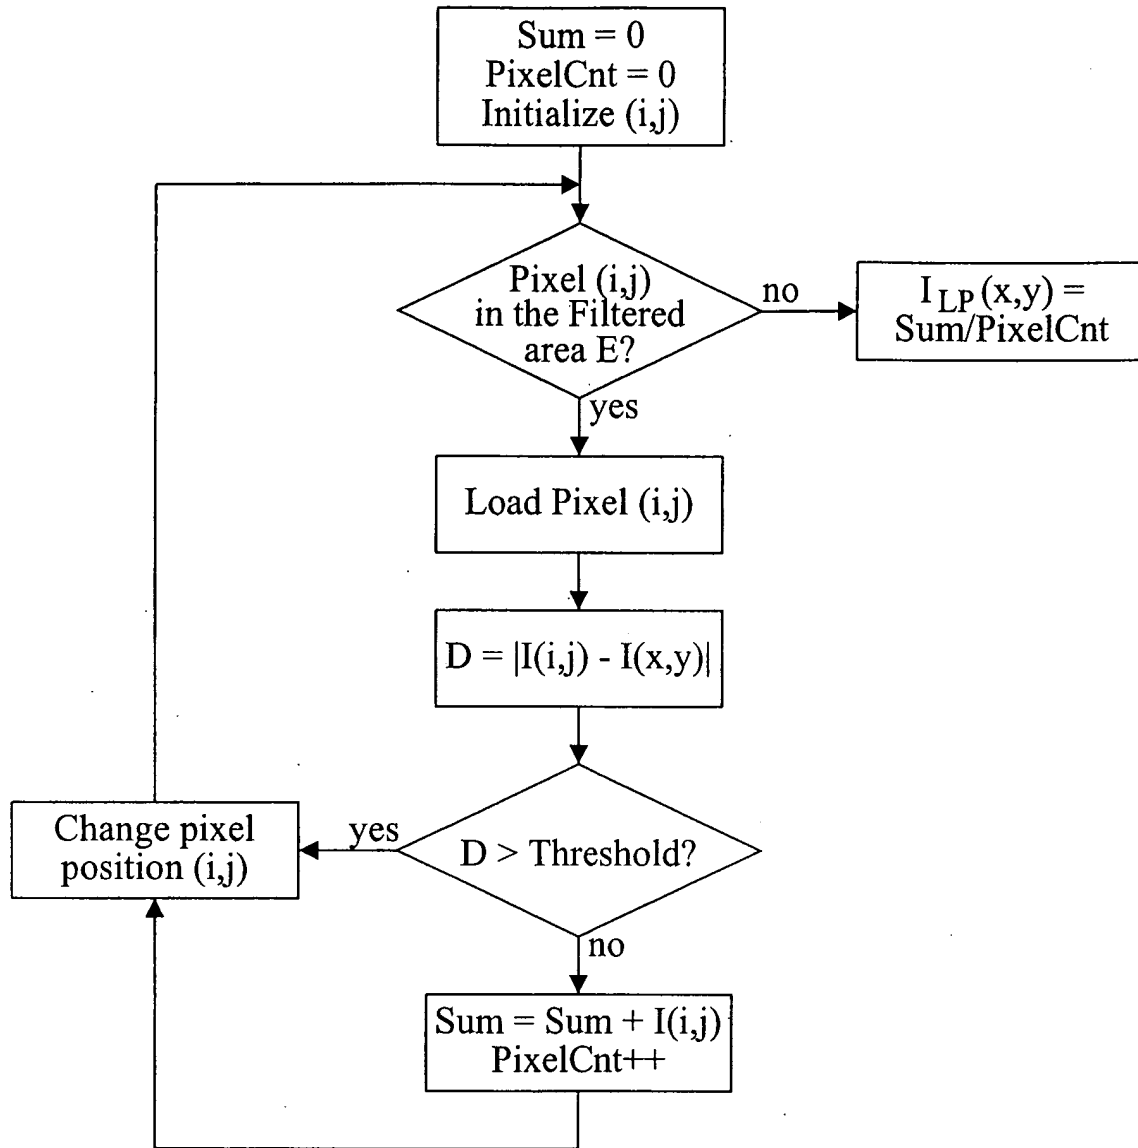 Sum = 0
PixelCnt = 0
Initialize (i,j)
Pixel (i,j)
in the Filtered
area E?
no
I LP (x,y) =
Sum/PixelCnt
yes
Load Pixel (i,j)
D = |I(i,j) - I(x,y)|
Change pixel
position (i,j)
yes
D > Threshold?
no
Sum = Sum + I(i,j)
PixelCnt++